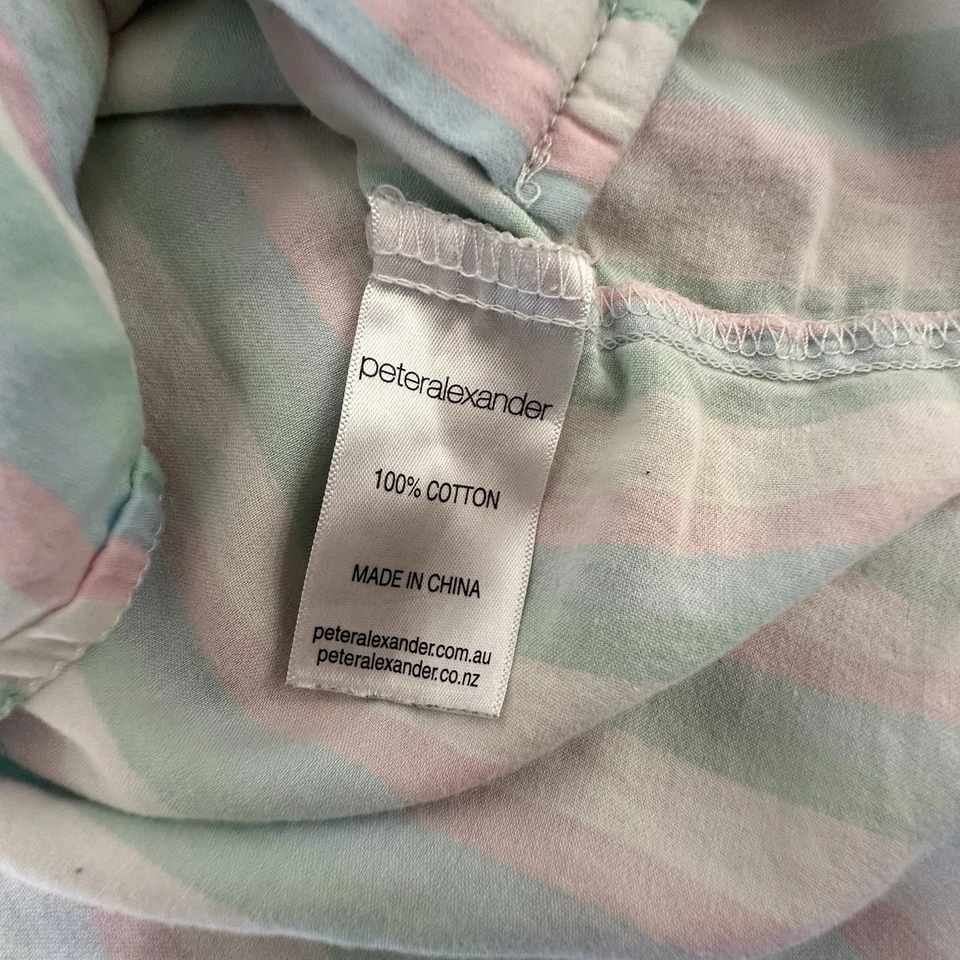 peteralexander
100% COTTON
MADE IN CHINA
peteralexander.com.au
peteralexander.co.nz